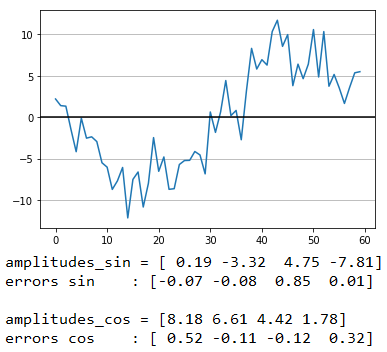 10
5
0
−5
−10
0 10 20 30 40 50 60
amplitudes_sin = [ 0.19 -3.32 4.75 -7.81]
errors sin : [-0.07 -0.08 0.85 0.01]
amplitudes_cos = [8.18 6.61 4.42 1.78]
errors cos : [ 0.52 -0.11 -0.12 0.32]